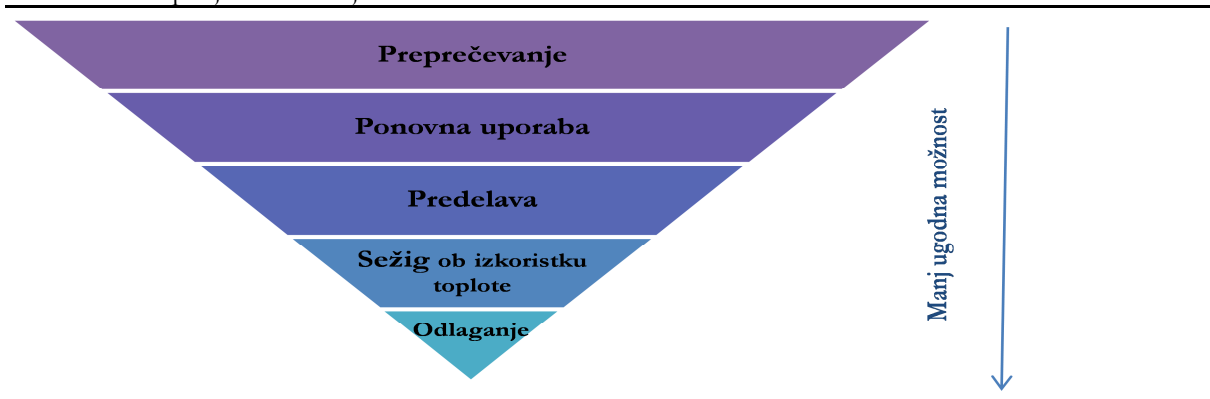 Preprečevanje
Ponovna uporaba
Predelava
Sežig ob izkoristku
toplote
Odlaganje
Manj ugodna možnost